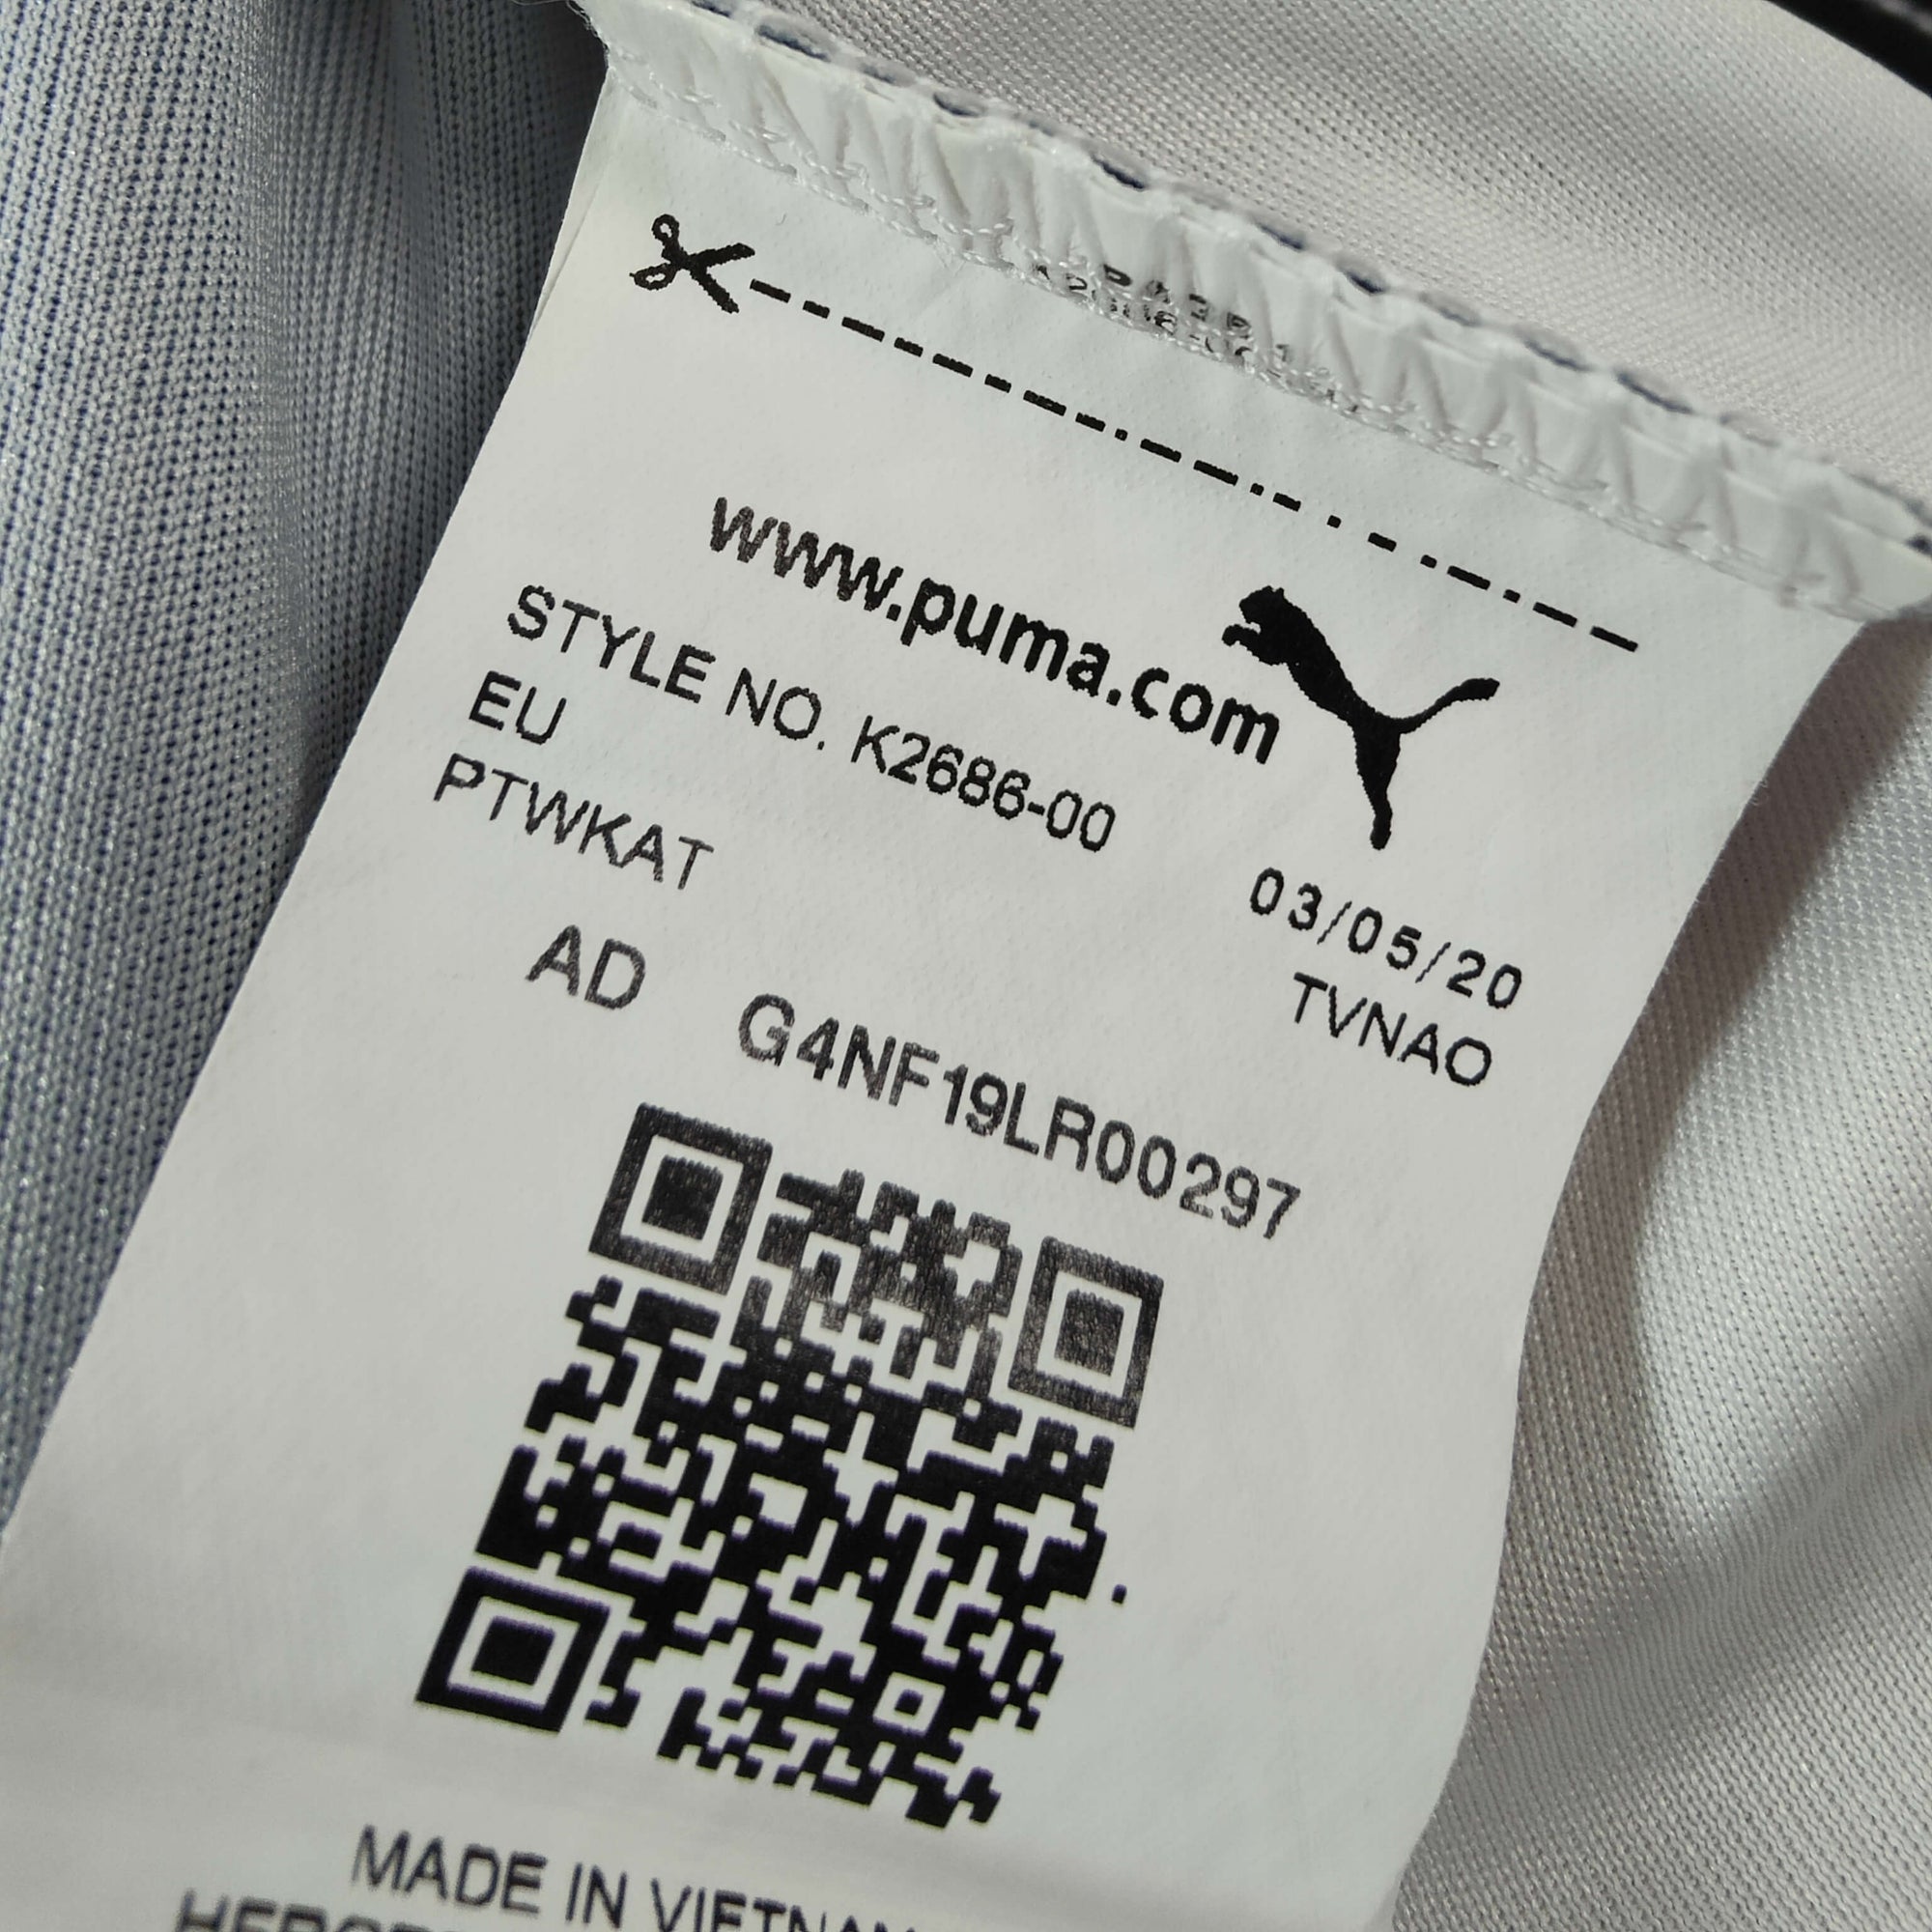 www.puma.com
STYLE NO. K2686-00
EU 03/05/20
PTWKAT TVNAO
AD G4NF19LR00297
MADE IN VIETNAM